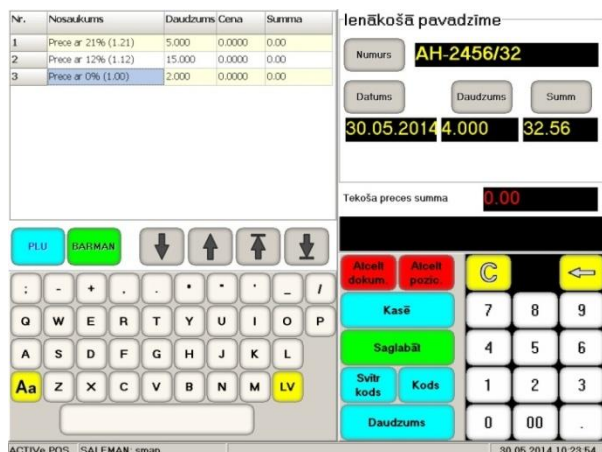 Nr. Nosaukums Daudzums Cena Summa
1 Prece ar 21% (1.21) 5.000 0.0000 0.00
2 Prece ar 12% (1.12) 15.000 0.0000 0.00
3 Prece ar 0% (1.00) 2.000 0.0000 0.00
Ienākošā pavadzīme
Numurs AH-2456/32
Datums Daudzums Summ
30.05.2014 4.000 32.56
Tekoša preces summa 0.00
PLU BARMAN
; - + , . • " ' _ /
Q W E R T Y U I O P
A S D F G H J K L
Aa Z X C V B N M LV
Atcelt dokum. Atcelt pozic.
Kasē
Saglabāt
Svītr kods Kods
Daudzums
C
7 8 9
4 5 6
1 2 3
0 00 .
ACTIVe POS SALEMAN: sman 30.05.2014 10:23:54